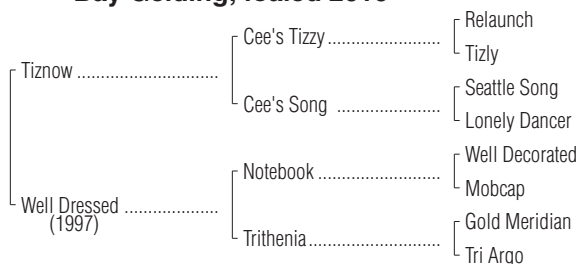 Bay Gelding; foaled
Relaunch
Cee's Tizzy
Tizly
Tiznow
Seattle Song
Cee's Song
Lonely Dancer
Well Decorated
Notebook
Mobcap
Well Dressed
(1997)
Gold Meridian
Trithenia
Tri Argo